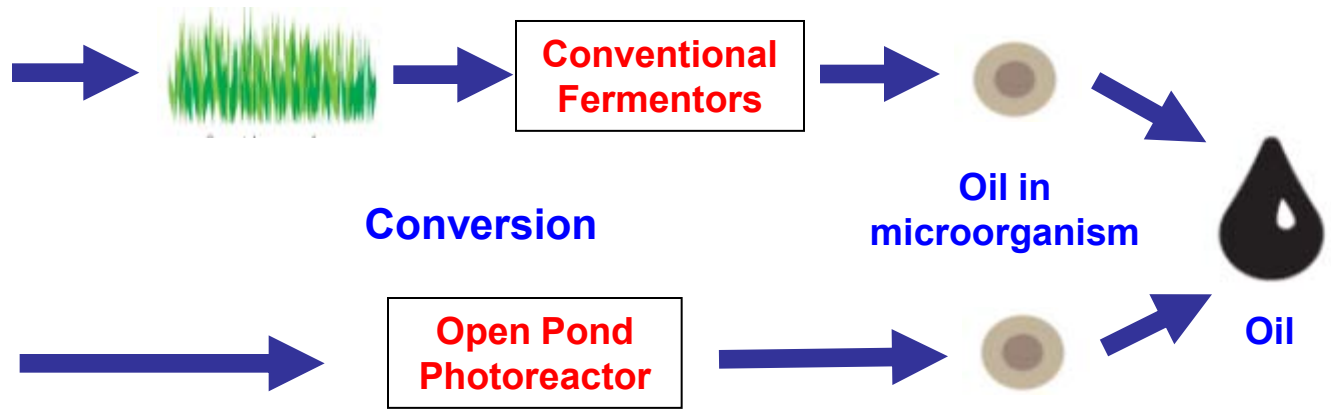 Conventional
Fermentors
Oil in
microorganism
Conversion
Open Pond
Photoreactor
Oil